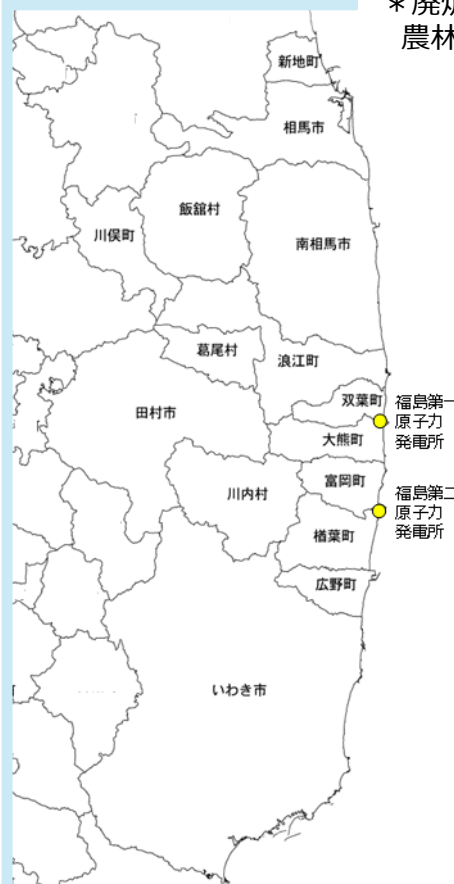 ＊廃炉
農林
新地町
相馬市
飯舘村
川俣町
南相馬市
葛尾村
浪江町
双葉町
福島第一
原子力
発電所
田村市
大熊町
富岡町
川内村
福島第二
原子力
発電所
楢葉町
広野町
いわき市